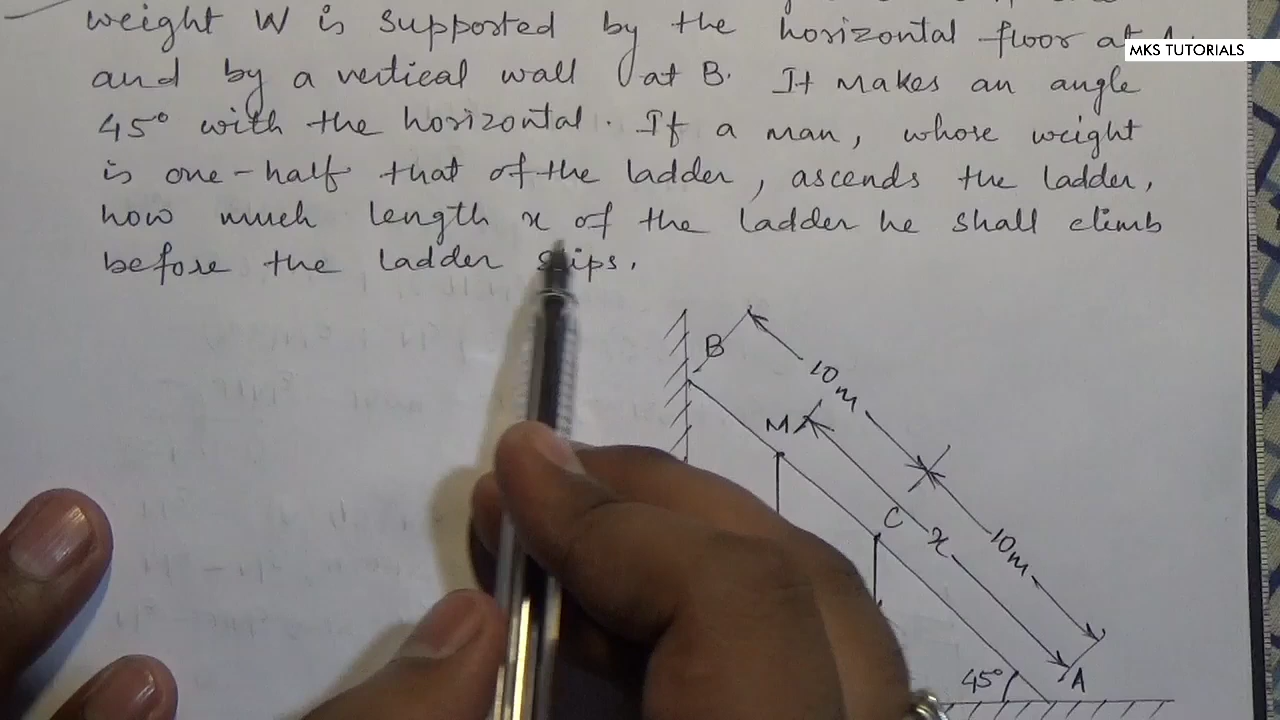 weight W is supported by the horizontal floor at
MKS TUTORIALS
and by a vertical wall at B. It makes an angle
45° with the horizontal. If a man, whose weight
is one-half that of the ladder, ascends the ladder,
how much length x of the ladder he shall climb
before the ladder slips.
B
10m
M
C
x
10m
45°
A